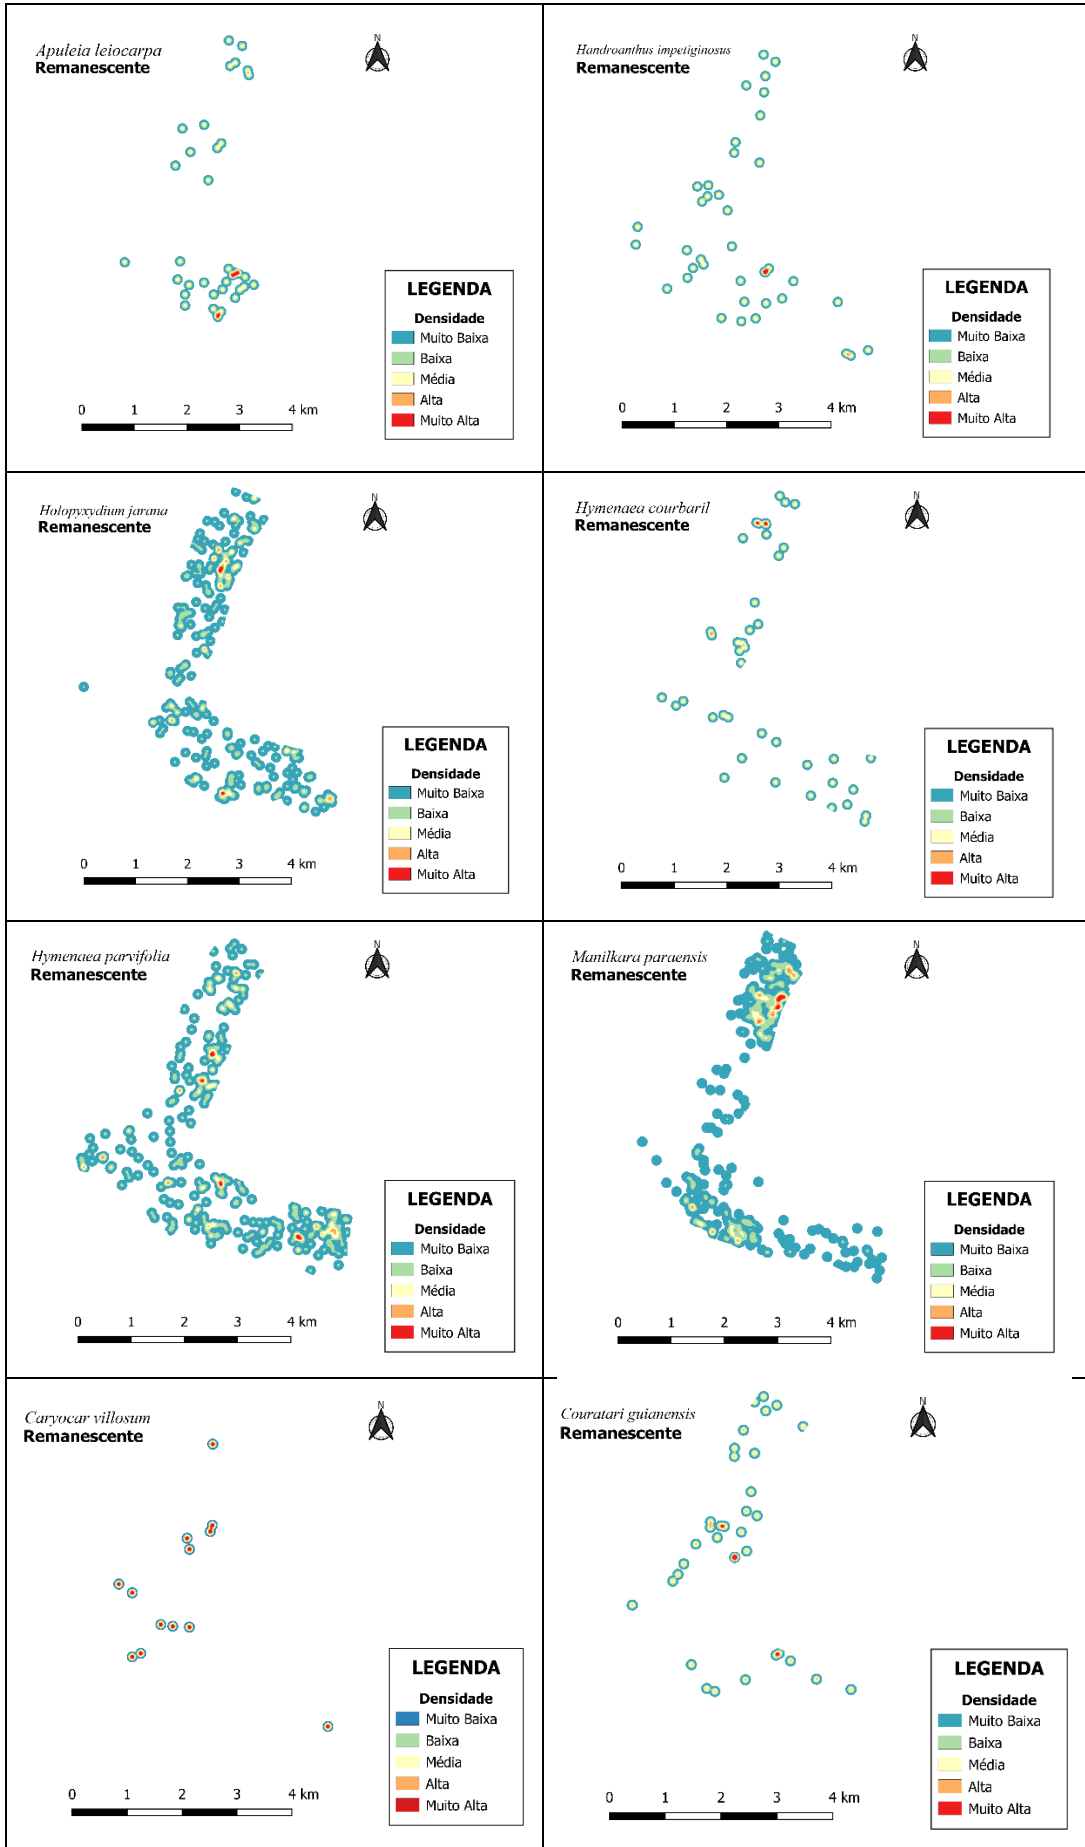 Apuleia leiocarpa
Remanescente
N
LEGENDA
Densidade
Muito Baixa
Baixa
Média
Alta
Muito Alta
0 1 2 3 4 km
Handroanthus impetiginosus
Remanescente
N
LEGENDA
Densidade
Muito Baixa
Baixa
Média
Alta
Muito Alta
0 1 2 3 4 km
Holopyxydium jarana
Remanescente
N
LEGENDA
Densidade
Muito Baixa
Baixa
Média
Alta
Muito Alta
0 1 2 3 4 km
Hymenaea courbaril
Remanescente
N
LEGENDA
Densidade
Muito Baixa
Baixa
Média
Alta
Muito Alta
0 1 2 3 4 km
Hymenaea parvifolia
Remanescente
N
LEGENDA
Densidade
Muito Baixa
Baixa
Média
Alta
Muito Alta
0 1 2 3 4 km
Manilkara paraensis
Remanescente
N
LEGENDA
Densidade
Muito Baixa
Baixa
Média
Alta
Muito Alta
0 1 2 3 4 km
Caryocar villosum
Remanescente
N
LEGENDA
Densidade
Muito Baixa
Baixa
Média
Alta
Muito Alta
0 1 2 3 4 km
Couratari guianensis
Remanescente
N
LEGENDA
Densidade
Muito Baixa
Baixa
Média
Alta
Muito Alta
0 1 2 3 4 km